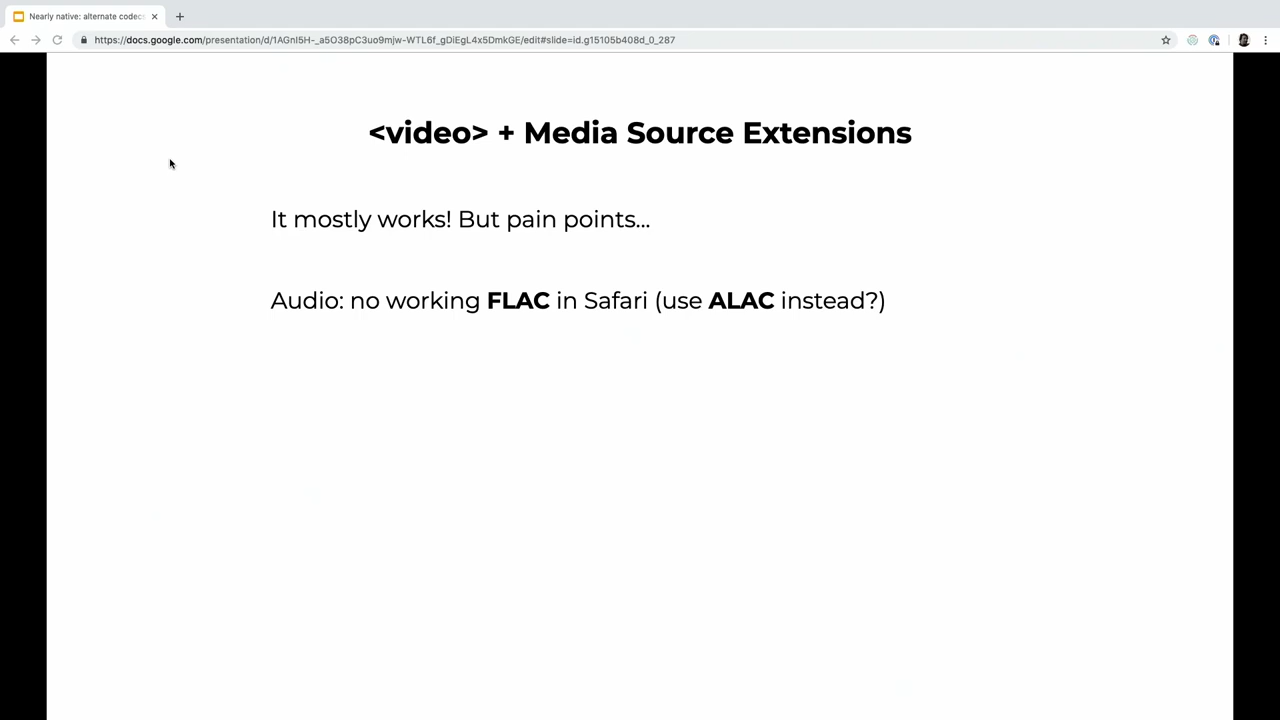 Nearly native: alternate codecs
https://docs.google.com/presentation/d/1AGnI5H-_a5O38pC3uo9mjw-WTL6f_gDiEgL4x5DmkGE/edit#slide=id.g15105b408d_0_287
<video> + Media Source Extensions
It mostly works! But pain points...
Audio: no working FLAC in Safari (use ALAC instead?)